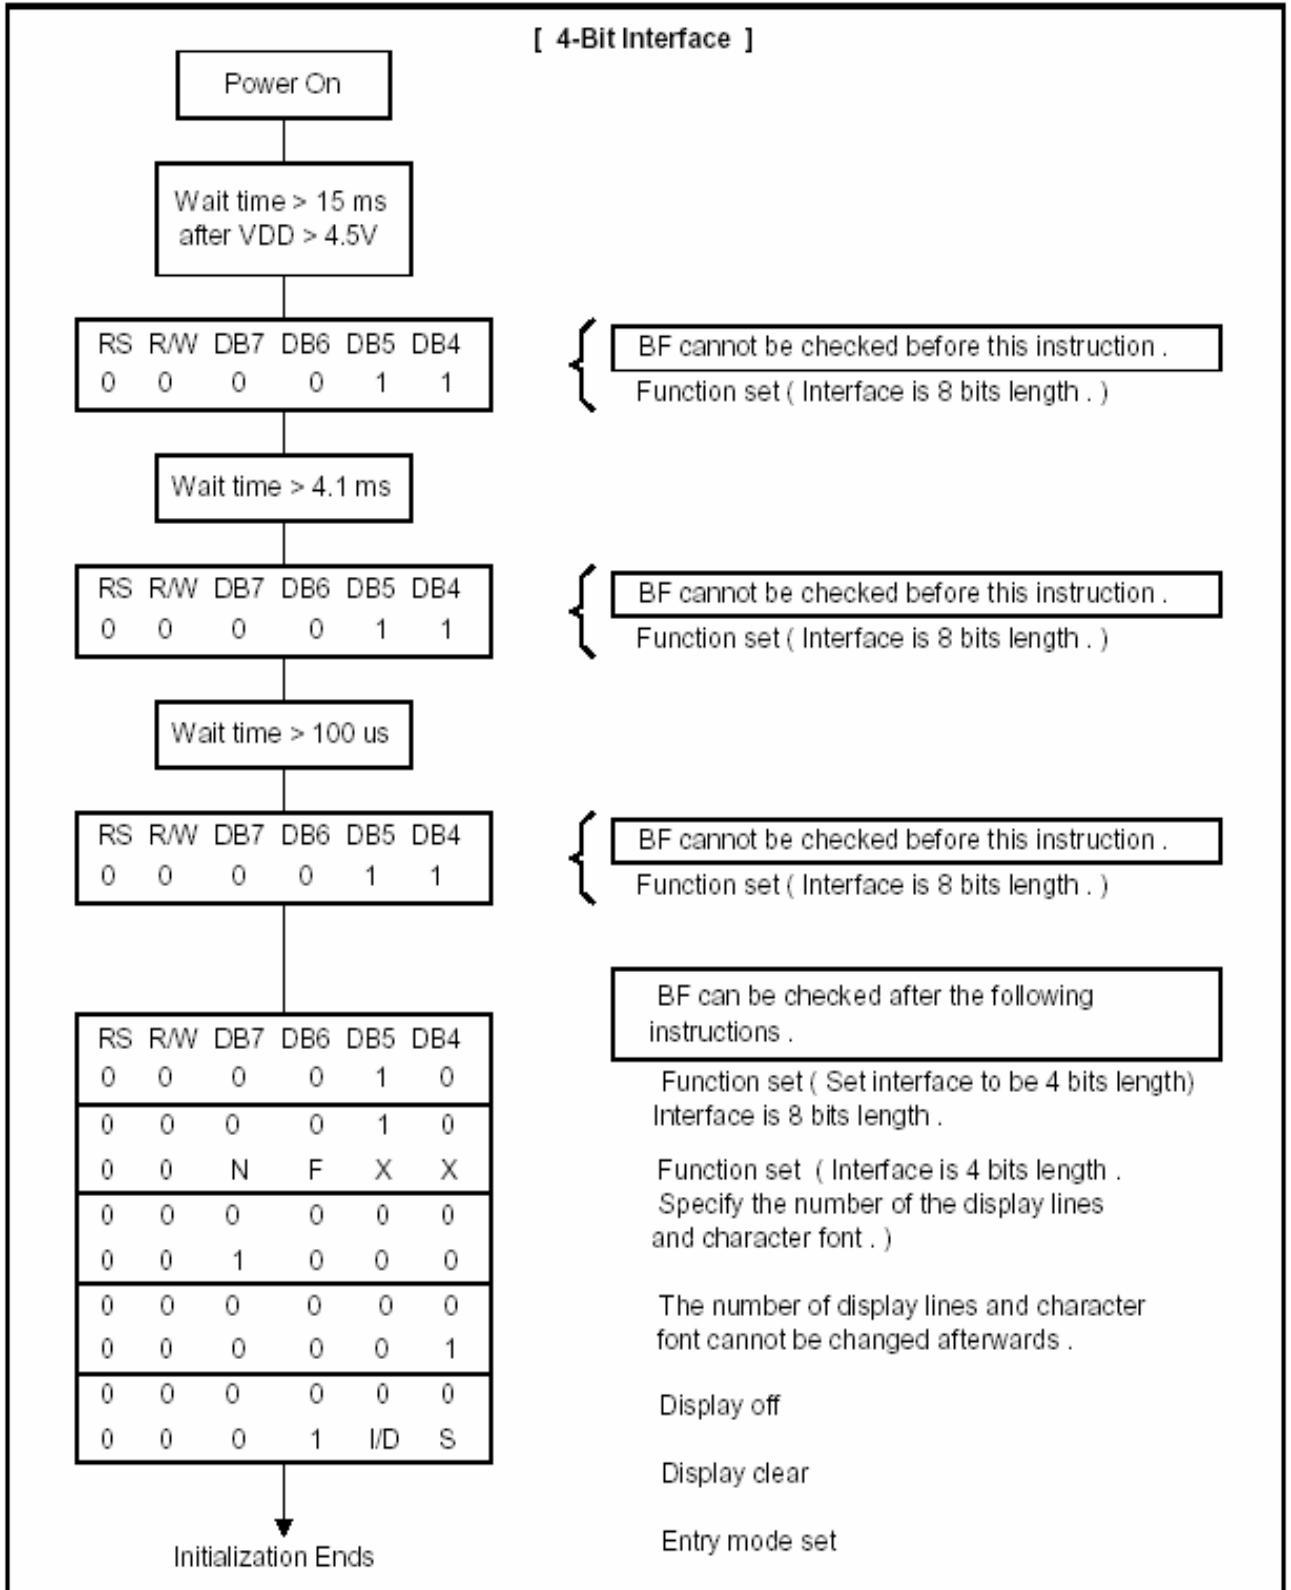 [ 4-Bit Interface ]
Power On
Wait time > 15 ms
after VDD > 4.5V
RS R/W DB7 DB6 DB5 DB4
0 0 0 0 1 1
BF cannot be checked before this instruction .
Function set ( Interface is 8 bits length . )
Wait time > 4.1 ms
RS R/W DB7 DB6 DB5 DB4
0 0 0 0 1 1
BF cannot be checked before this instruction .
Function set ( Interface is 8 bits length . )
Wait time > 100 us
RS R/W DB7 DB6 DB5 DB4
0 0 0 0 1 1
BF cannot be checked before this instruction .
Function set ( Interface is 8 bits length . )
RS R/W DB7 DB6 DB5 DB4
0 0 0 0 1 0
0 0 0 0 1 0
0 0 N F X X
0 0 0 0 0 0
0 0 1 0 0 0
0 0 0 0 0 0
0 0 0 0 0 1
0 0 0 0 0 0
0 0 0 1 I/D S
Initialization Ends
BF can be checked after the following
instructions .
Function set ( Set interface to be 4 bits length)
Interface is 8 bits length .
Function set ( Interface is 4 bits length .
Specify the number of the display lines
and character font . )
The number of display lines and character
font cannot be changed afterwards .
Display off
Display clear
Entry mode set